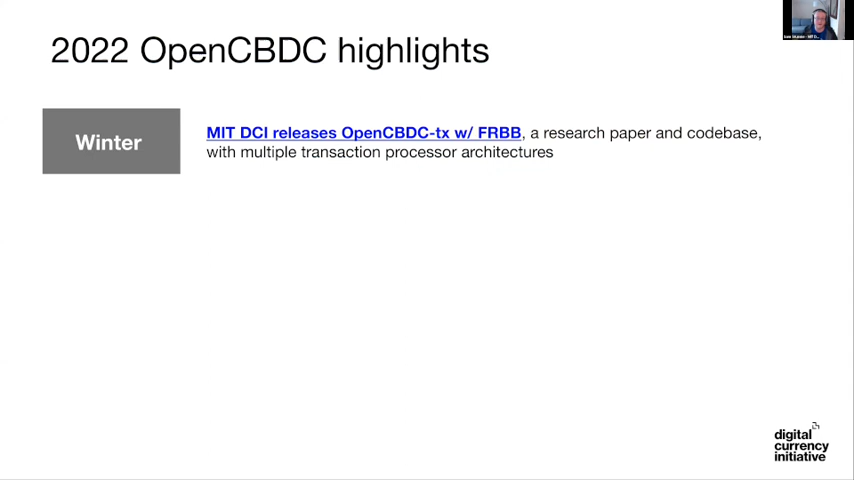 2022 OpenCBDC highlights
Winter
MIT DCI releases OpenCBDC-tx w/ FRBB, a research paper and codebase,
with multiple transaction processor architectures
digital
currency
initiative